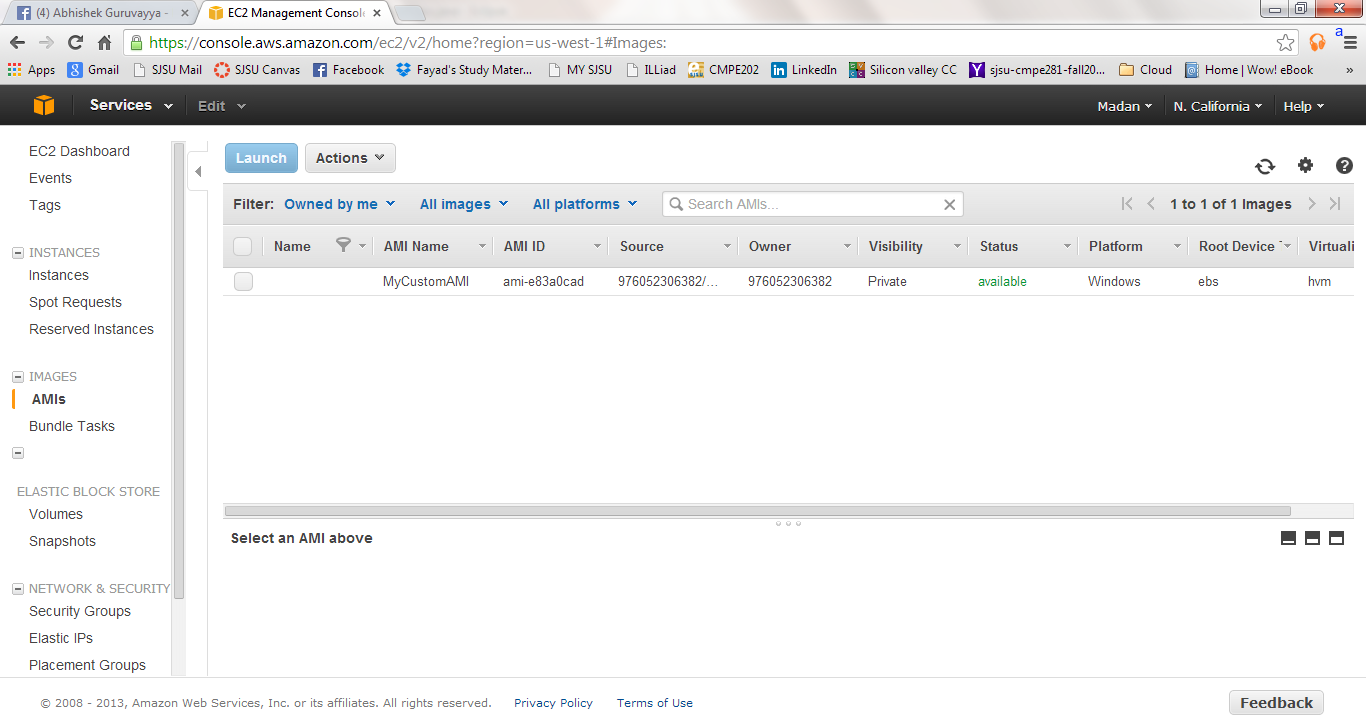 (4) Abhishek Guruvayya -
EC2 Management Console
https://console.aws.amazon.com/ec2/v2/home?region=us-west-1#Images:
Apps Gmail SJSU Mail SJSU Canvas Facebook Fayad's Study Mater... MY SJSU ILLiad CMPE202 LinkedIn Silicon valley CC sjsu-cmpe281-fall20... Cloud Home | Wow! eBook »
Services Edit Madan N. California Help
EC2 Dashboard
Events
Tags
INSTANCES
Instances
Spot Requests
Reserved Instances
IMAGES
AMIs
Bundle Tasks
ELASTIC BLOCK STORE
Volumes
Snapshots
NETWORK & SECURITY
Security Groups
Elastic IPs
Placement Groups
Launch Actions
Filter: Owned by me All images All platforms Search AMIs... 1 to 1 of 1 Images
Name AMI Name AMI ID Source Owner Visibility Status Platform Root Device Virtuali
MyCustomAMI ami-e83a0cad 976052306382/... 976052306382 Private available Windows ebs hvm
Select an AMI above
© 2008 - 2013, Amazon Web Services, Inc. or its affiliates. All rights reserved. Privacy Policy Terms of Use Feedback